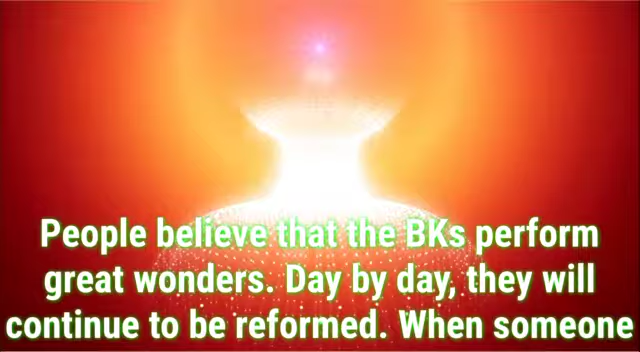 People believe that the BKs perform
great wonders. Day by day, they will
continue to be reformed. When someone